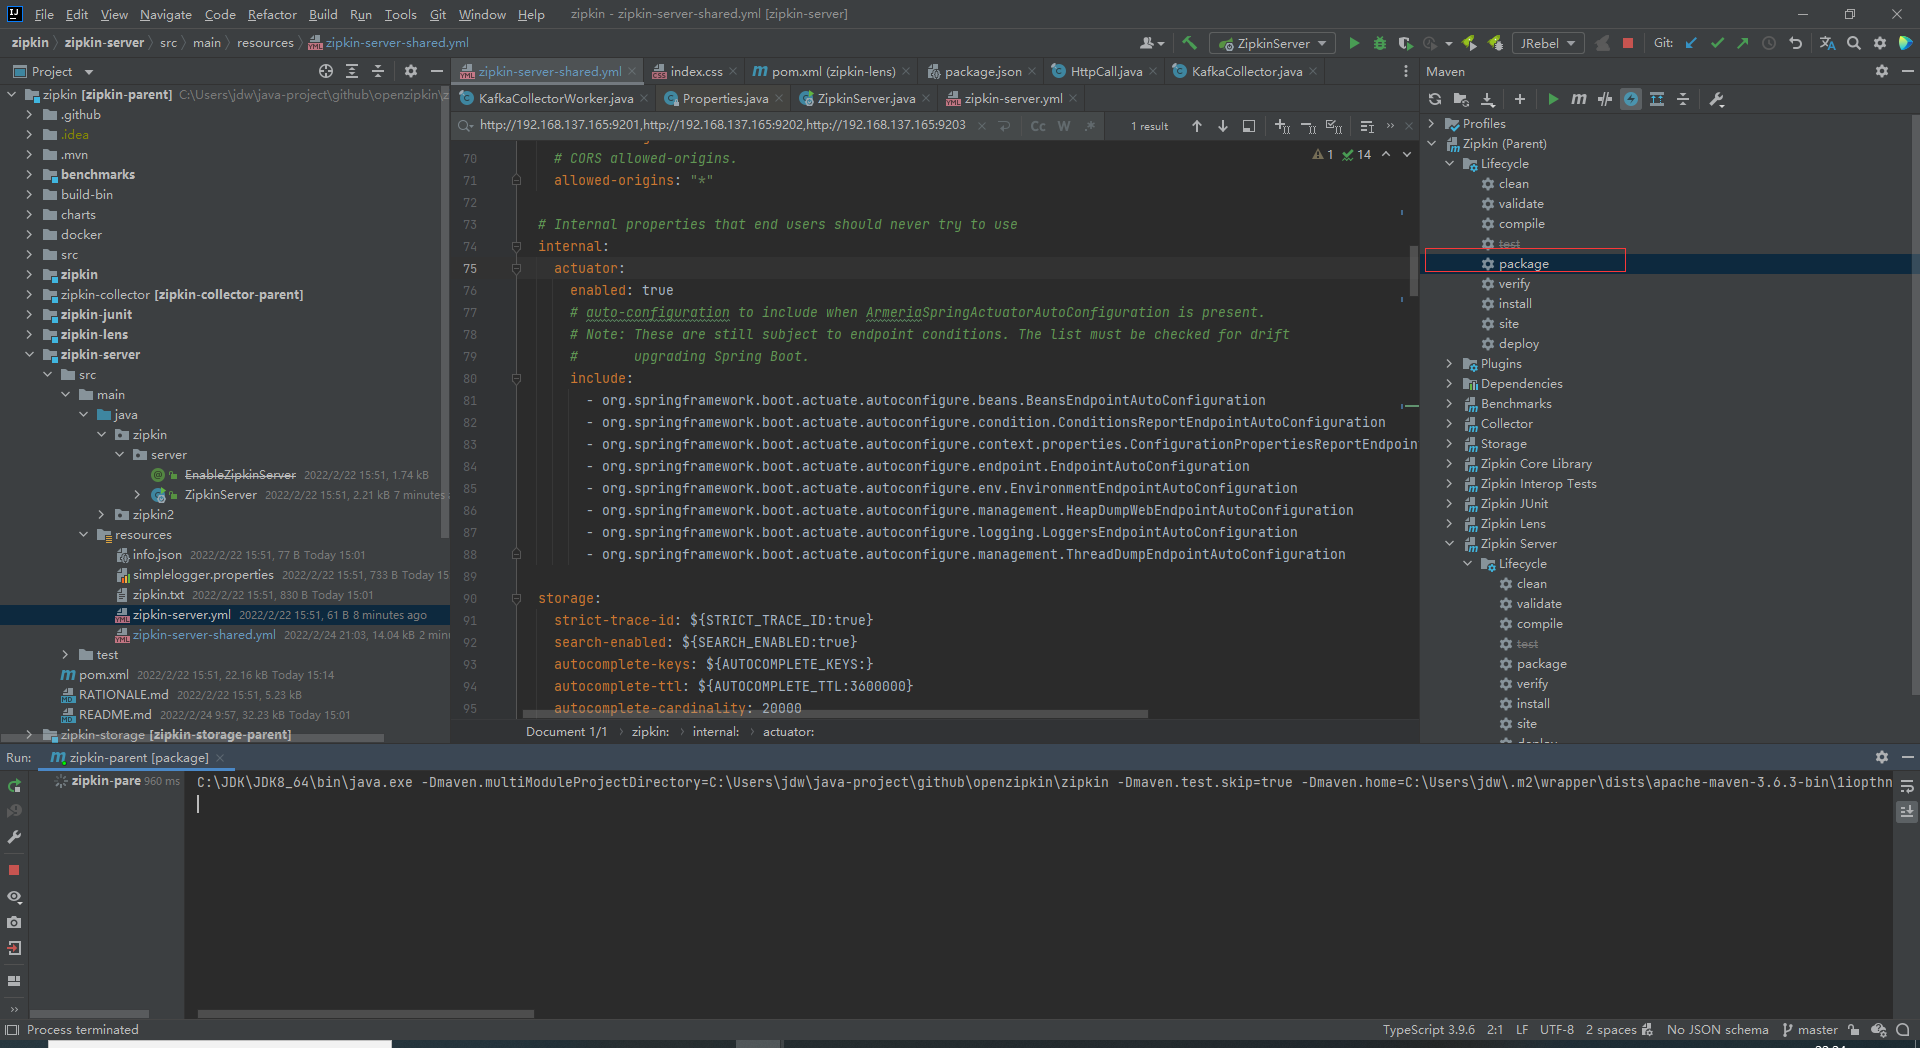 File Edit View Navigate Code Refactor Build Run Tools Git Window Help zipkin - zipkin-server-shared.yml [zipkin-server]
zipkin zipkin-server src main resources zipkin-server-shared.yml
ZipkinServer JRebel Git:
Project
zipkin [zipkin-parent] C:\Users\jdw\java-project\github\openzipkin\z
.github
.idea
.mvn
benchmarks
build-bin
charts
docker
src
zipkin
zipkin-collector [zipkin-collector-parent]
zipkin-junit
zipkin-lens
zipkin-server
src
main
java
zipkin
server
EnableZipkinServer 2022/2/22 15:51, 1.74 kB
ZipkinServer 2022/2/22 15:51, 2.21 kB 7 minutes a
zipkin2
resources
info.json 2022/2/22 15:51, 77 B Today 15:01
simplelogger.properties 2022/2/22 15:51, 733 B Today 15
zipkin.txt 2022/2/22 15:51, 830 B Today 15:01
zipkin-server.yml 2022/2/22 15:51, 61 B 8 minutes ago
zipkin-server-shared.yml 2022/2/24 21:03, 14.04 kB 2 min
test
pom.xml 2022/2/22 15:51, 22.16 kB Today 15:14
RATIONALE.md 2022/2/22 15:51, 5.23 kB
README.md 2022/2/24 9:57, 32.23 kB Today 15:01
zipkin-storage [zipkin-storage-parent]
zipkin-server-shared.yml index.css pom.xml (zipkin-lens) package.json HttpCall.java KafkaCollector.java
KafkaCollectorWorker.java Properties.java ZipkinServer.java zipkin-server.yml
http://192.168.137.165:9201,http://192.168.137.165:9202,http://192.168.137.165:9203 Cc W .* 1 result
1 14
70 # CORS allowed-origins.
71 allowed-origins: "*"
72
73 # Internal properties that end users should never try to use
74 internal:
75 actuator:
76 enabled: true
77 # auto-configuration to include when ArmeriaSpringActuatorAutoConfiguration is present.
78 # Note: These are still subject to endpoint conditions. The list must be checked for drift
79 # upgrading Spring Boot.
80 include:
81 - org.springframework.boot.actuate.autoconfigure.beans.BeansEndpointAutoConfiguration
82 - org.springframework.boot.actuate.autoconfigure.condition.ConditionsReportEndpointAutoConfiguration
83 - org.springframework.boot.actuate.autoconfigure.context.properties.ConfigurationPropertiesReportEndpoin
84 - org.springframework.boot.actuate.autoconfigure.endpoint.EndpointAutoConfiguration
85 - org.springframework.boot.actuate.autoconfigure.env.EnvironmentEndpointAutoConfiguration
86 - org.springframework.boot.actuate.autoconfigure.management.HeapDumpWebEndpointAutoConfiguration
87 - org.springframework.boot.actuate.autoconfigure.logging.LoggersEndpointAutoConfiguration
88 - org.springframework.boot.actuate.autoconfigure.management.ThreadDumpEndpointAutoConfiguration
89
90 storage:
91 strict-trace-id: ${STRICT_TRACE_ID:true}
92 search-enabled: ${SEARCH_ENABLED:true}
93 autocomplete-keys: ${AUTOCOMPLETE_KEYS:}
94 autocomplete-ttl: ${AUTOCOMPLETE_TTL:3600000}
95 autocomplete-cardinality: 20000
Document 1/1 zipkin: internal: actuator:
Maven
Profiles
Zipkin (Parent)
Lifecycle
clean
validate
compile
test
package
verify
install
site
deploy
Plugins
Dependencies
Benchmarks
Collector
Storage
Zipkin Core Library
Zipkin Interop Tests
Zipkin JUnit
Zipkin Lens
Zipkin Server
Lifecycle
clean
validate
compile
test
package
verify
install
site
deploy
Run: zipkin-parent [package]
zipkin-pare 960 ms
C:\JDK\JDK8_64\bin\java.exe -Dmaven.multiModuleProjectDirectory=C:\Users\jdw\java-project\github\openzipkin\zipkin -Dmaven.test.skip=true -Dmaven.home=C:\Users\jdw\.m2\wrapper\dists\apache-maven-3.6.3-bin\1iopthn
Process terminated TypeScript 3.9.6 2:1 LF UTF-8 2 spaces No JSON schema master